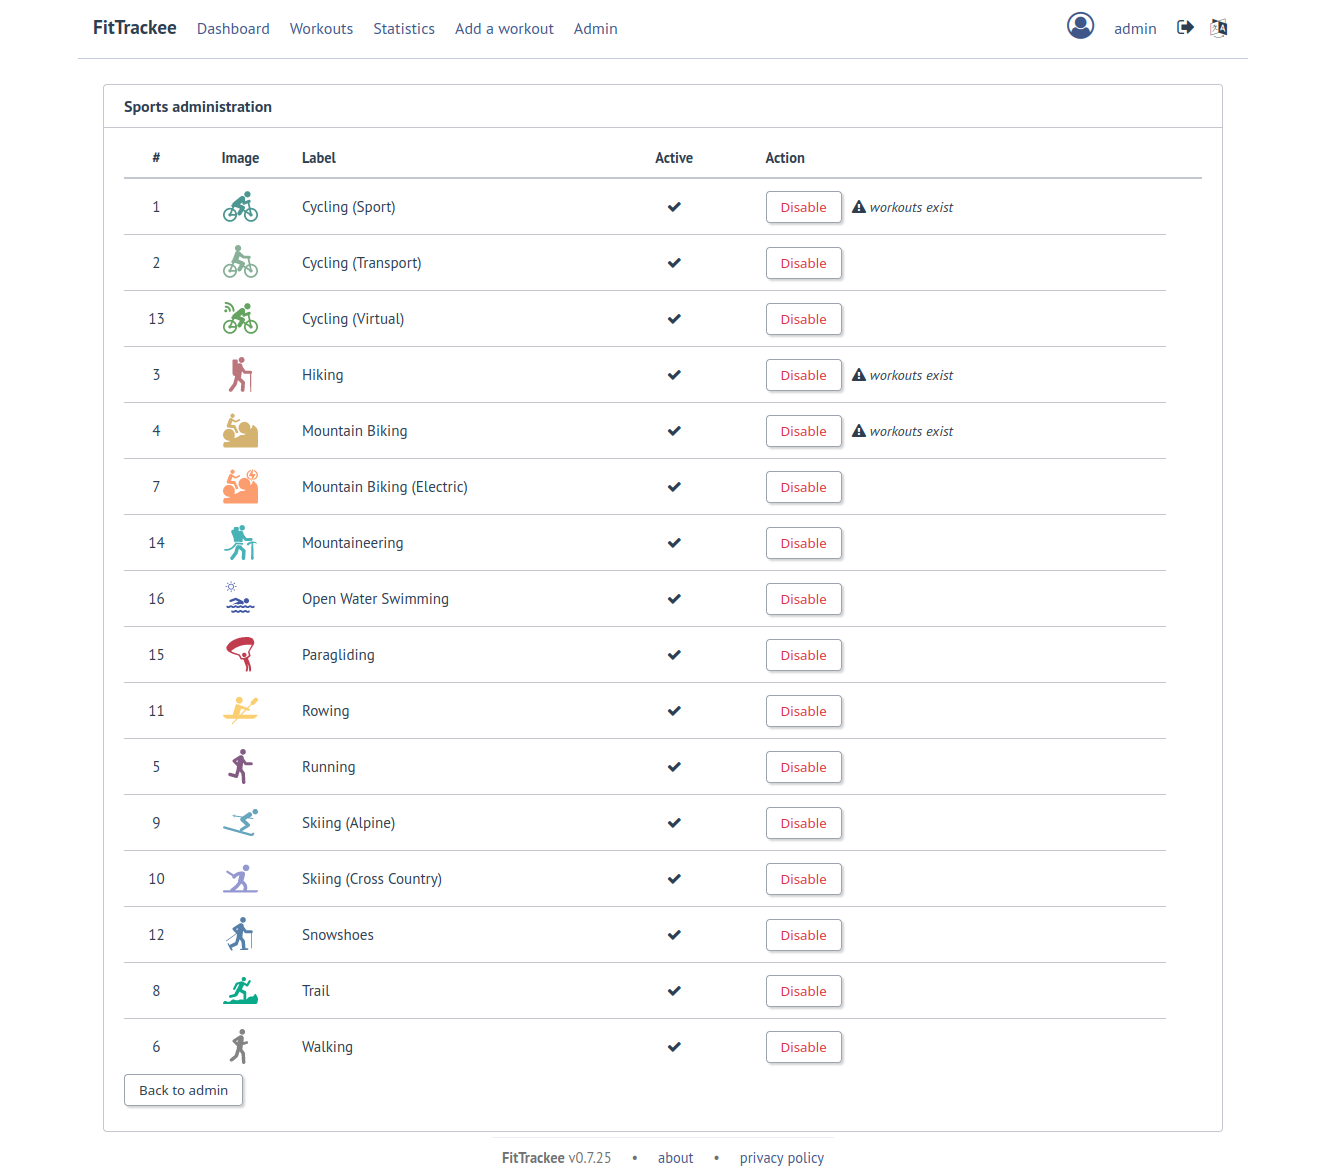 FitTrackee Dashboard Workouts Statistics Add a workout Admin admin
Sports administration
# Image Label Active Action
1 Cycling (Sport) Disable workouts exist
2 Cycling (Transport) Disable
13 Cycling (Virtual) Disable
3 Hiking Disable workouts exist
4 Mountain Biking Disable workouts exist
7 Mountain Biking (Electric) Disable
14 Mountaineering Disable
16 Open Water Swimming Disable
15 Paragliding Disable
11 Rowing Disable
5 Running Disable
9 Skiing (Alpine) Disable
10 Skiing (Cross Country) Disable
12 Snowshoes Disable
8 Trail Disable
6 Walking Disable
Back to admin
FitTrackee v0.7.25 • about • privacy policy